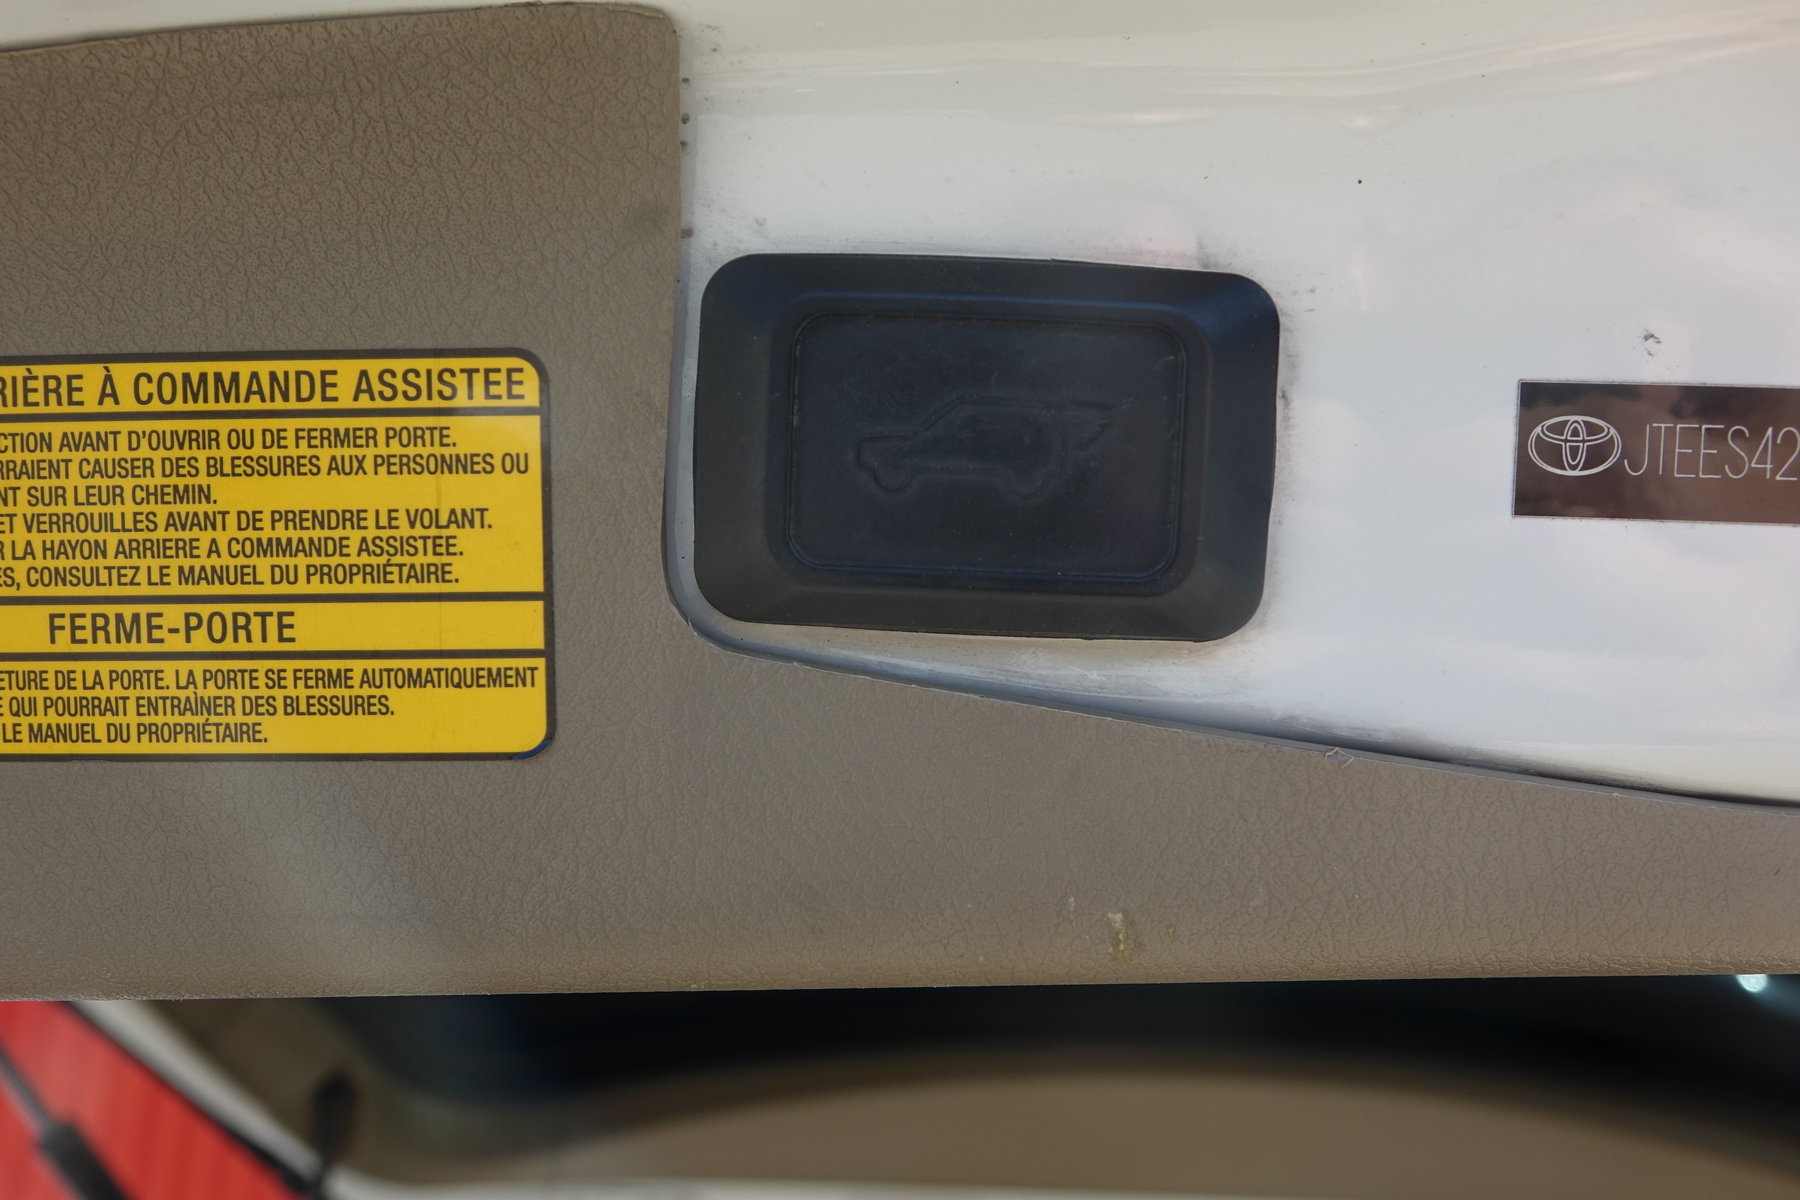 RIÈRE À COMMANDE ASSISTEE
CTION AVANT D'OUVRIR OU DE FERMER PORTE.
RRAIENT CAUSER DES BLESSURES AUX PERSONNES OU
NT SUR LEUR CHEMIN.
ET VERROUILLES AVANT DE PRENDRE LE VOLANT.
R LA HAYON ARRIERE A COMMANDE ASSISTEE.
ES, CONSULTEZ LE MANUEL DU PROPRIÉTAIRE.
FERME-PORTE
ETURE DE LA PORTE. LA PORTE SE FERME AUTOMATIQUEMENT
E QUI POURRAIT ENTRAÌNER DES BLESSURES.
LE MANUEL DU PROPRIÉTAIRE.
JTEES42